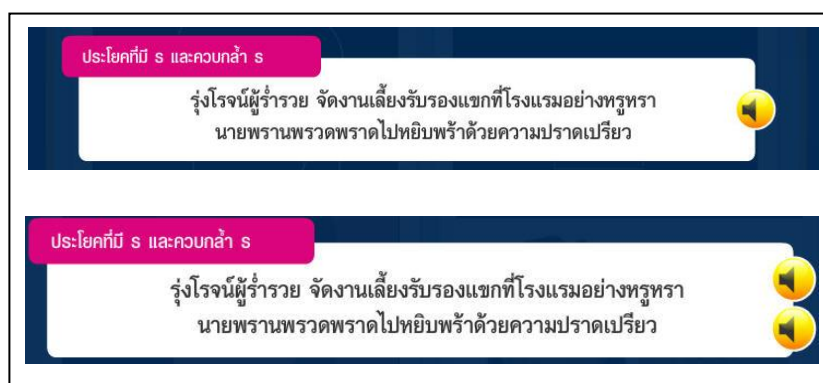 ประโยคที่มี ร และควบกล้ำ ร
รุ่งโรจน์ผู้ร่ำรวย จัดงานเลี้ยงรับรองแขกที่โรงแรมอย่างหรูหรา
นายพรานพรวดพราดไปหยิบพร้าด้วยความปราดเปรียว
ประโยคที่มี ร และควบกล้ำ ร
รุ่งโรจน์ผู้ร่ำรวย จัดงานเลี้ยงรับรองแขกที่โรงแรมอย่างหรูหรา
นายพรานพรวดพราดไปหยิบพร้าด้วยความปราดเปรียว